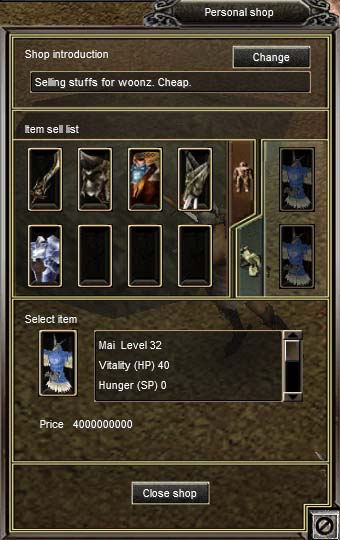 Personal shop
Shop introduction
Change
Selling stuffs for woonz. Cheap.
Item sell list
Select item
Mai Level 32
Vitality (HP) 40
Hunger (SP) 0
Price 4000000000
Close shop